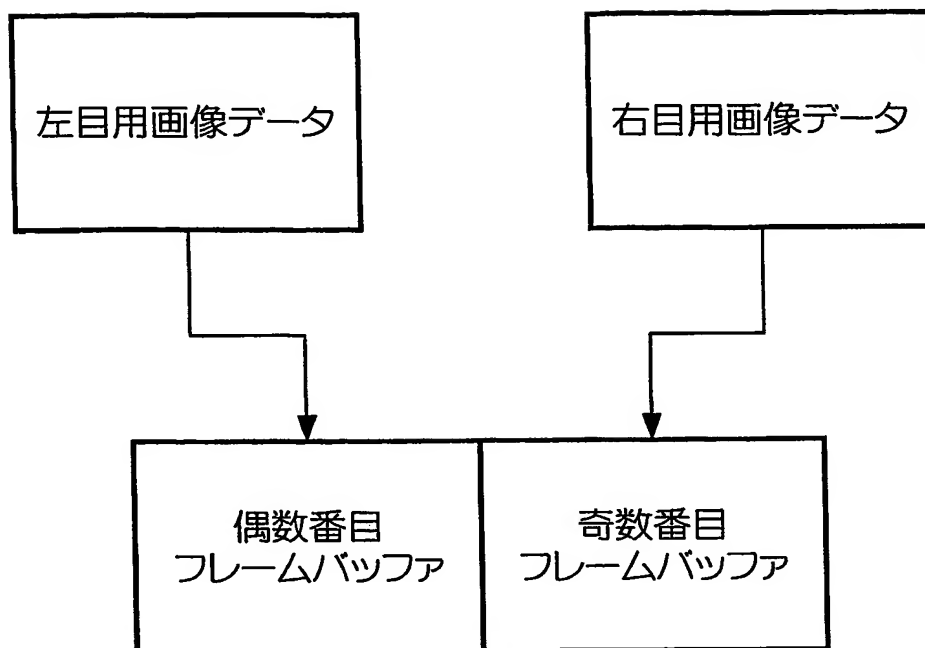 左目用画像データ
右目用画像データ
偶数番目
フレームバッファ
奇数番目
フレームバッファ